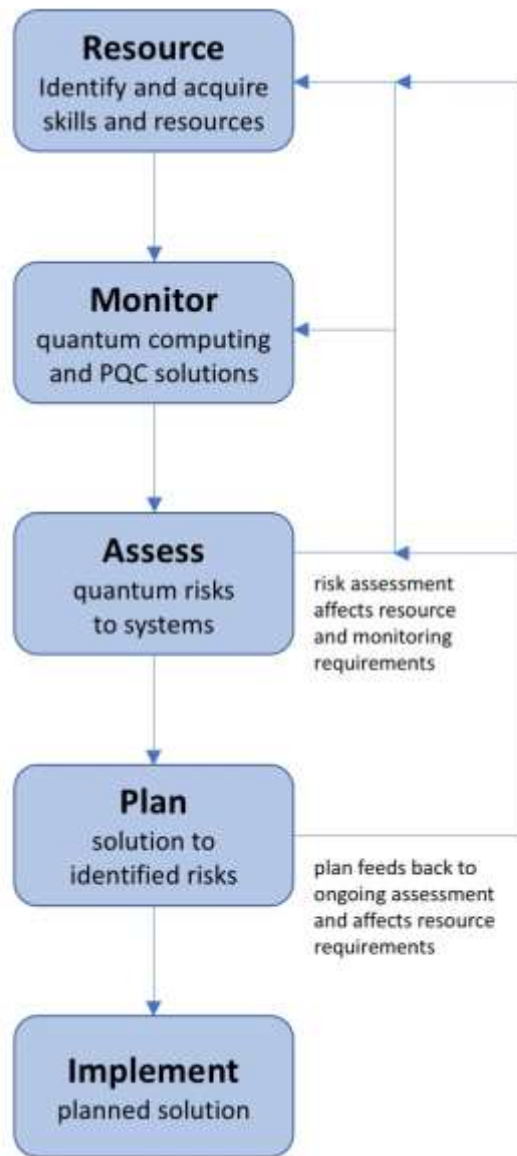 Resource
Identify and acquire
skills and resources
Monitor
quantum computing
and PQC solutions
Assess
quantum risks
to systems
risk assessment
affects resource
and monitoring
requirements
Plan
solution to
identified risks
plan feeds back to
ongoing assessment
and affects resource
requirements
Implement
planned solution